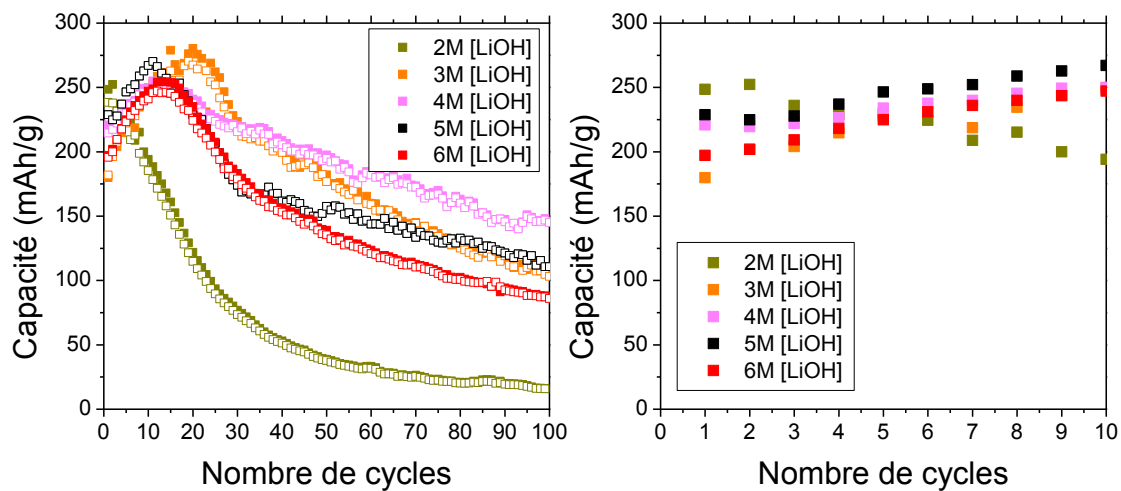 300
250
200
150
100
50
0
Capacité (mAh/g)
2M [LiOH]
3M [LiOH]
4M [LiOH]
5M [LiOH]
6M [LiOH]
0 10 20 30 40 50 60 70 80 90 100
Nombre de cycles
300
250
200
150
100
50
0
Capacité (mAh/g)
2M [LiOH]
3M [LiOH]
4M [LiOH]
5M [LiOH]
6M [LiOH]
0 1 2 3 4 5 6 7 8 9 10
Nombre de cycles